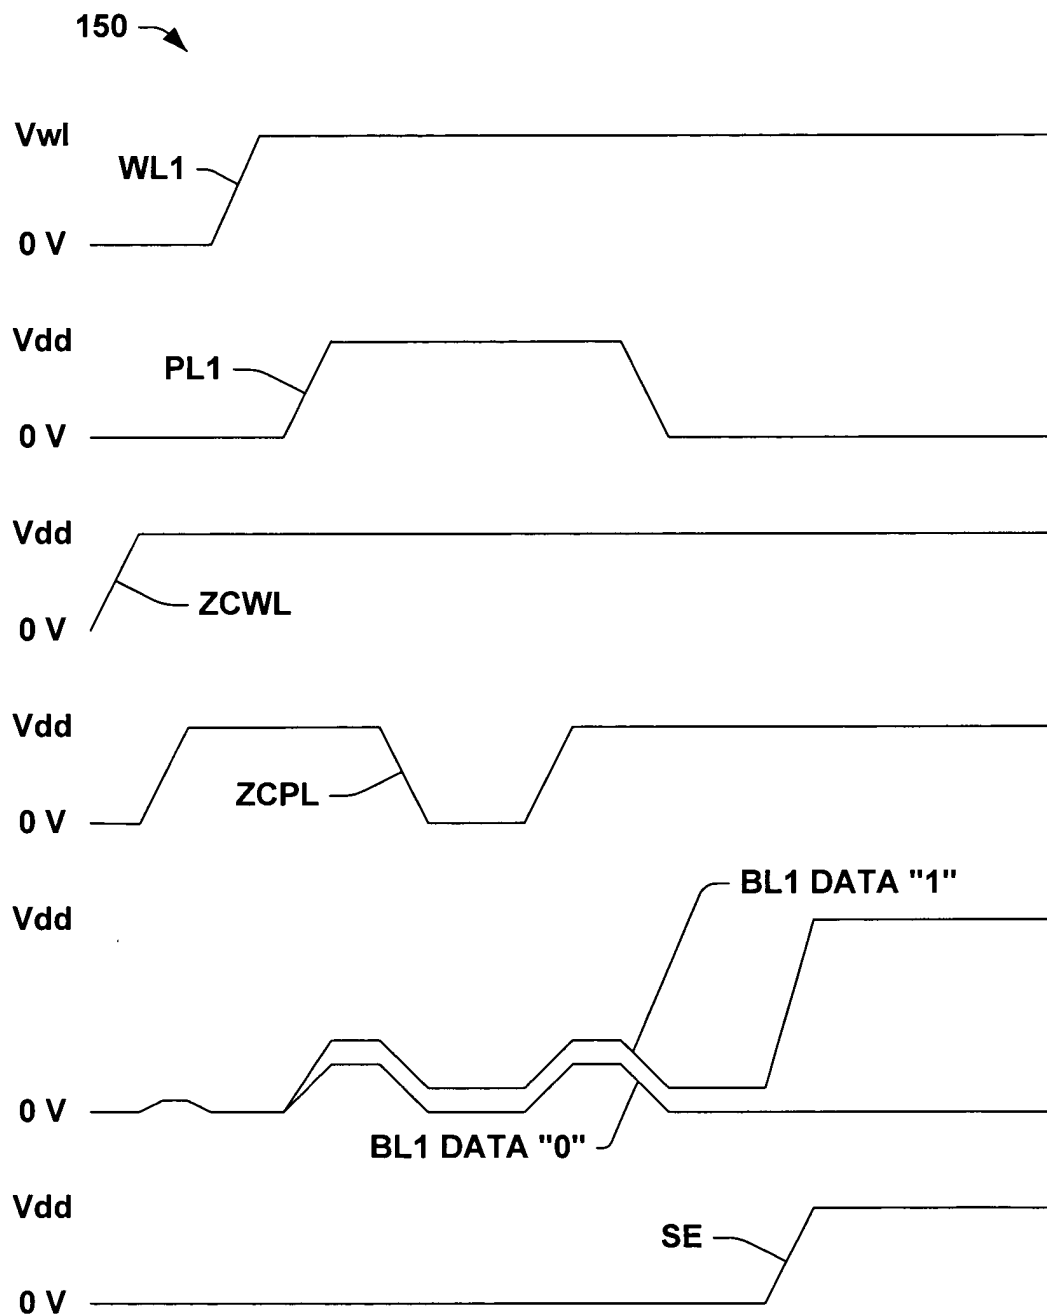 150
Vwl
WL1
0 V
Vdd
PL1
0 V
Vdd
ZCWL
0 V
Vdd
ZCPL
0 V
BL1 DATA "1"
Vdd
0 V
BL1 DATA "0"
Vdd
SE
0 V